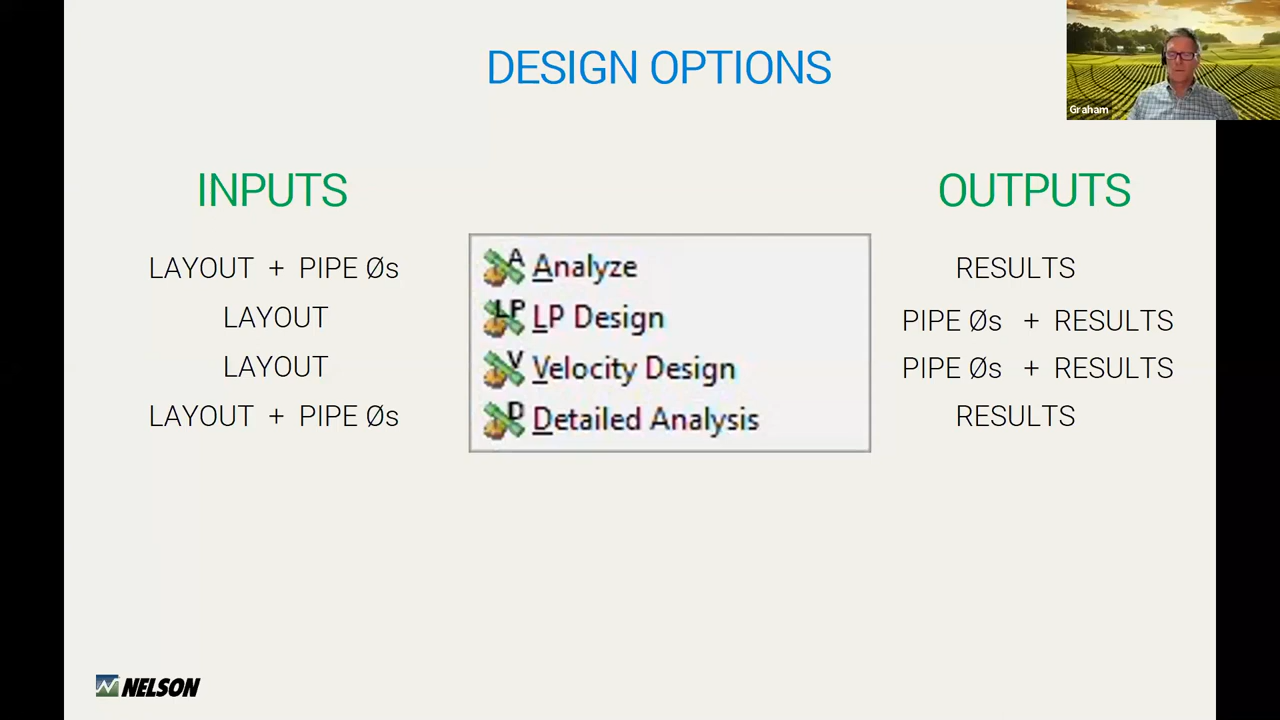 DESIGN OPTIONS
Graham
INPUTS
OUTPUTS
LAYOUT + PIPE Øs
A Analyze
RESULTS
LAYOUT
LP LP Design
PIPE Øs + RESULTS
LAYOUT
V Velocity Design
PIPE Øs + RESULTS
LAYOUT + PIPE Øs
D Detailed Analysis
RESULTS
NELSON